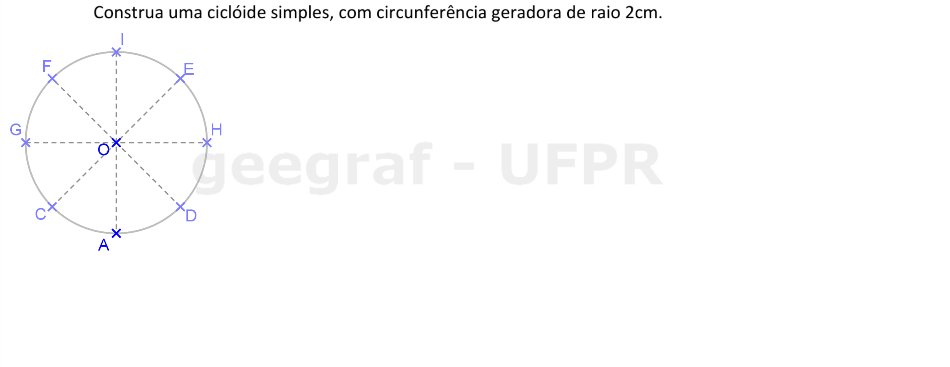 Construa uma ciclóide simples, com circunferência geradora de raio 2cm.
I
F
E
G
H
O
geegraf - UFPR
C
D
A